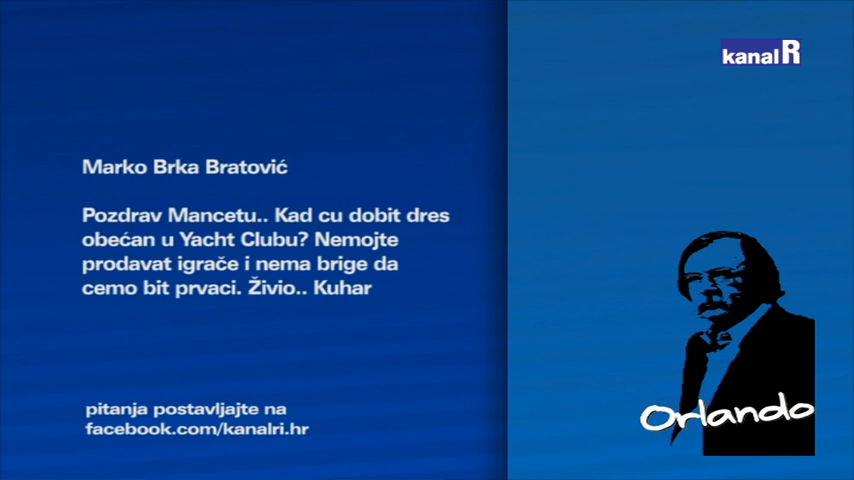 kanal R
Marko Brka Bratović
Pozdrav Mancetu.. Kad cu dobit dres
obećan u Yacht Clubu? Nemojte
prodavat igrače i nema brige da
cemo bit prvaci. Živio.. Kuhar
pitanja postavljajte na
facebook.com/kanalri.hr
Orlando